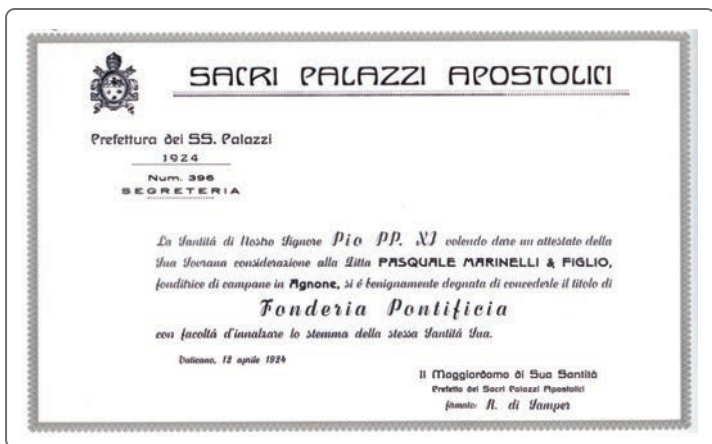 SACRI PALAZZI APOSTOLICI
Prefettura dei SS. Palazzi
1924
Num. 396
SEGRETERIA
La Santità di Nostro Signore Pio PP. XI volendo dare un attestato della
Sua Sovrana considerazione alla Ditta PASQUALE MARINELLI & FIGLIO,
fonditrice di campane in Agnone, si é benignamente degnata di concederle il titolo di
Fonderia Pontificia
con facoltá d'innalzare lo stemma della stessa Santitá Sua.
Vaticano, 12 aprile 1924
Il Maggiordomo di Sua Santità
Prefetto dei Sacri Palazzi Apostolici
firmato: R. di Samper